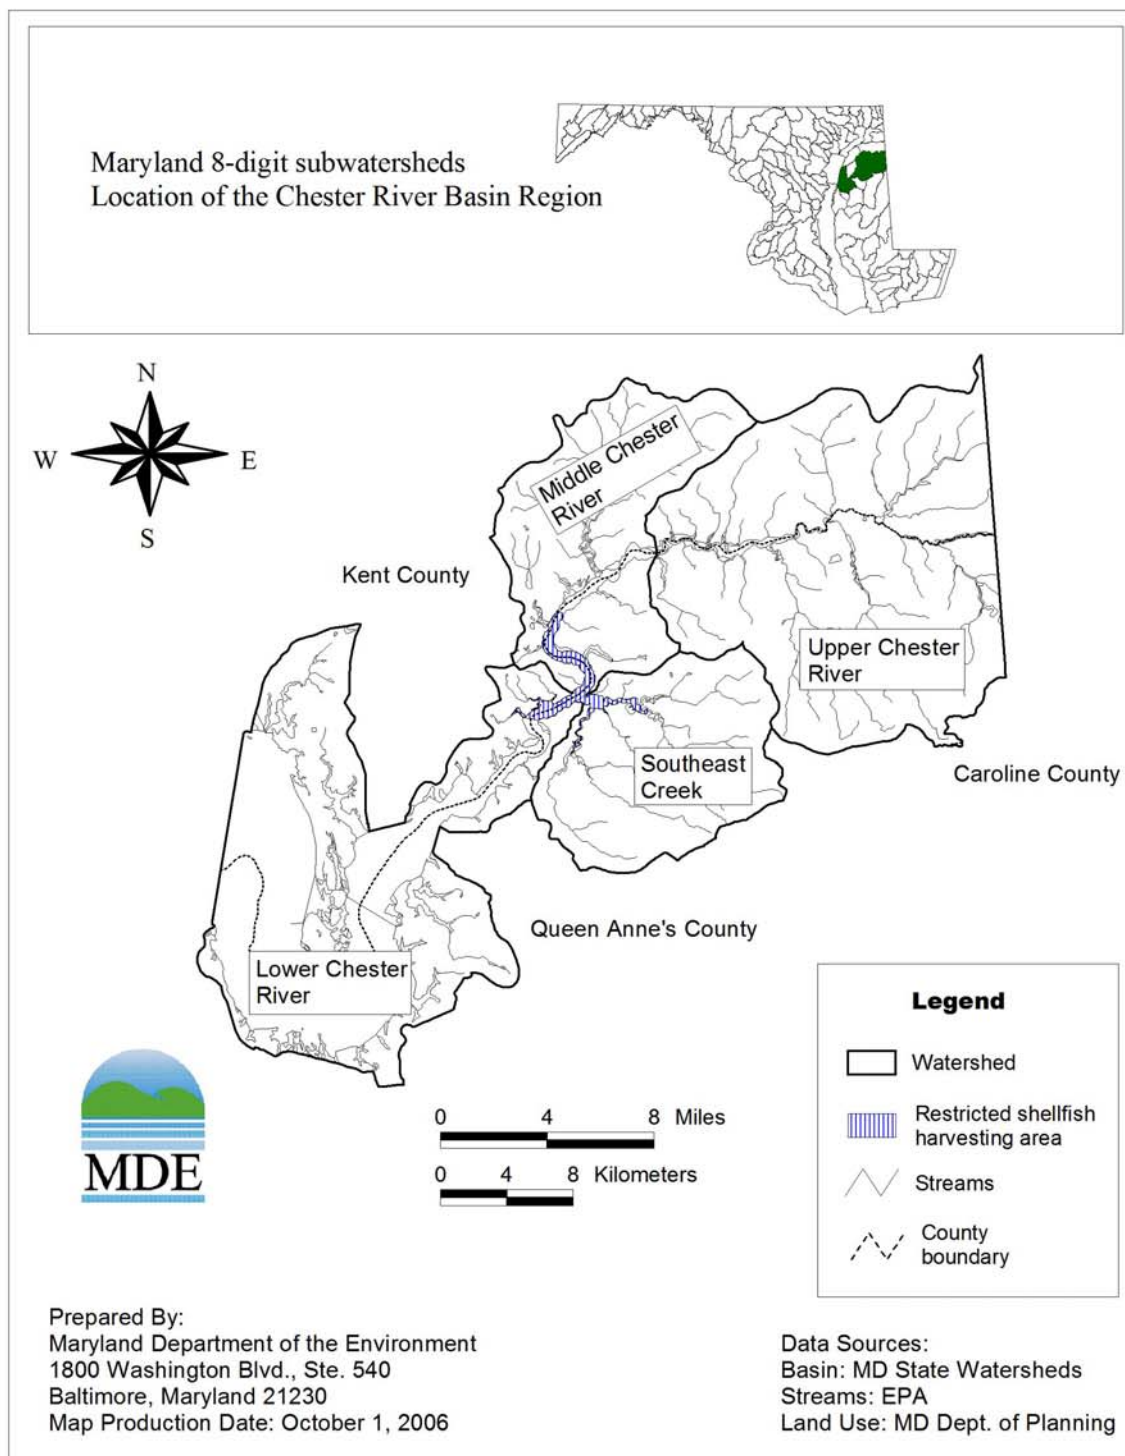 Maryland 8-digit subwatersheds
Location of the Chester River Basin Region
N
W
E
S
Middle Chester
River
Kent County
Upper Chester
River
Southeast
Creek
Caroline County
Queen Anne's County
Lower Chester
River
Legend
Watershed
Restricted shellfish
harvesting area
Streams
County
boundary
MDE
0 4 8 Miles
0 4 8 Kilometers
Prepared By:
Maryland Department of the Environment
1800 Washington Blvd., Ste. 540
Baltimore, Maryland 21230
Map Production Date: October 1, 2006
Data Sources:
Basin: MD State Watersheds
Streams: EPA
Land Use: MD Dept. of Planning